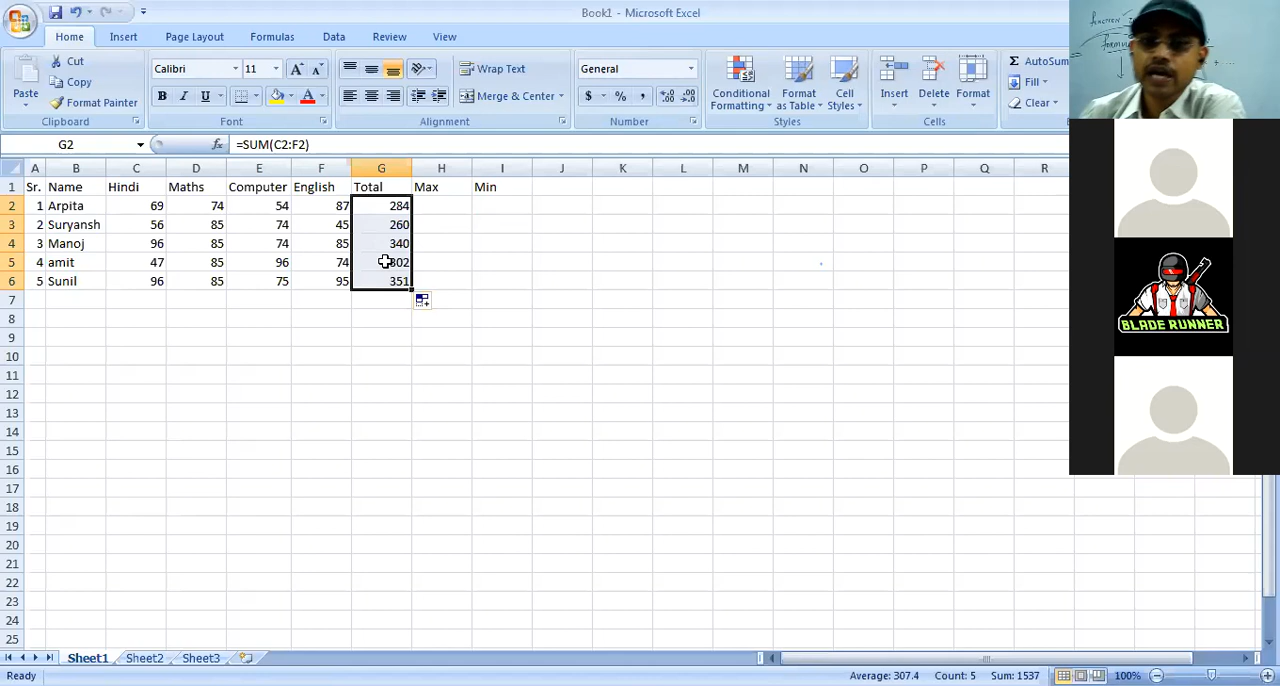 Book1 - Microsoft Excel
Home Insert Page Layout Formulas Data Review View
Cut
Copy
Format Painter
Paste
Clipboard
Calibri 11 A A
B I U A
Font
Wrap Text
Merge & Center
Alignment
General
$ % ,
Number
Conditional Formatting
Format as Table
Cell Styles
Styles
Insert Delete Format
Cells
Σ AutoSum
Fill
Clear
G2 fx =SUM(C2:F2)
A B C D E F G H I J K L M N O P Q R
1 Sr. Name Hindi Maths Computer English Total Max Min
2 1 Arpita 69 74 54 87 284
3 2 Suryansh 56 85 74 45 260
4 3 Manoj 96 85 74 85 340
5 4 amit 47 85 96 74 302
6 5 Sunil 96 85 75 95 351
7
8
9
10
11
12
13
14
15
16
17
18
19
20
21
22
23
24
25
BLADE RUNNER
Sheet1 Sheet2 Sheet3
Ready Average: 307.4 Count: 5 Sum: 1537 100%